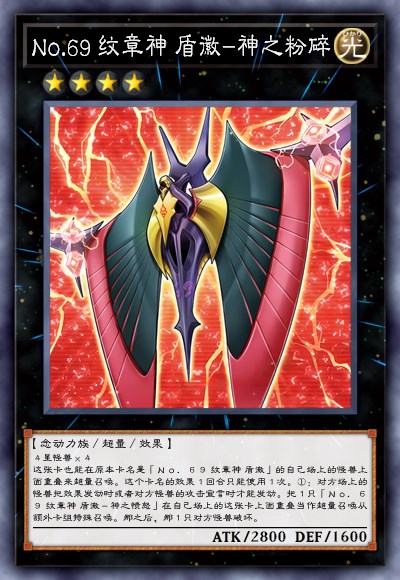 No.69 纹章神 盾徽-神之粉碎
光
【念动力族／超量／效果】
4星怪兽×4
这张卡也能在原本卡名是「No. 69 纹章神 盾徽」的自己场上的怪兽上
面重叠来超量召唤。这个卡名的效果1回合只能使用1次。①：对方场上的
怪兽把效果发动时或者对方怪兽的攻击宣言时才能发动。把1只「No. 6
9 纹章神 盾徽-神之愤怒」在自己场上的这张卡上面重叠当作超量召唤从
额外卡组特殊召唤。那之后，那1只对方怪兽破坏。
ATK/2800 DEF/1600